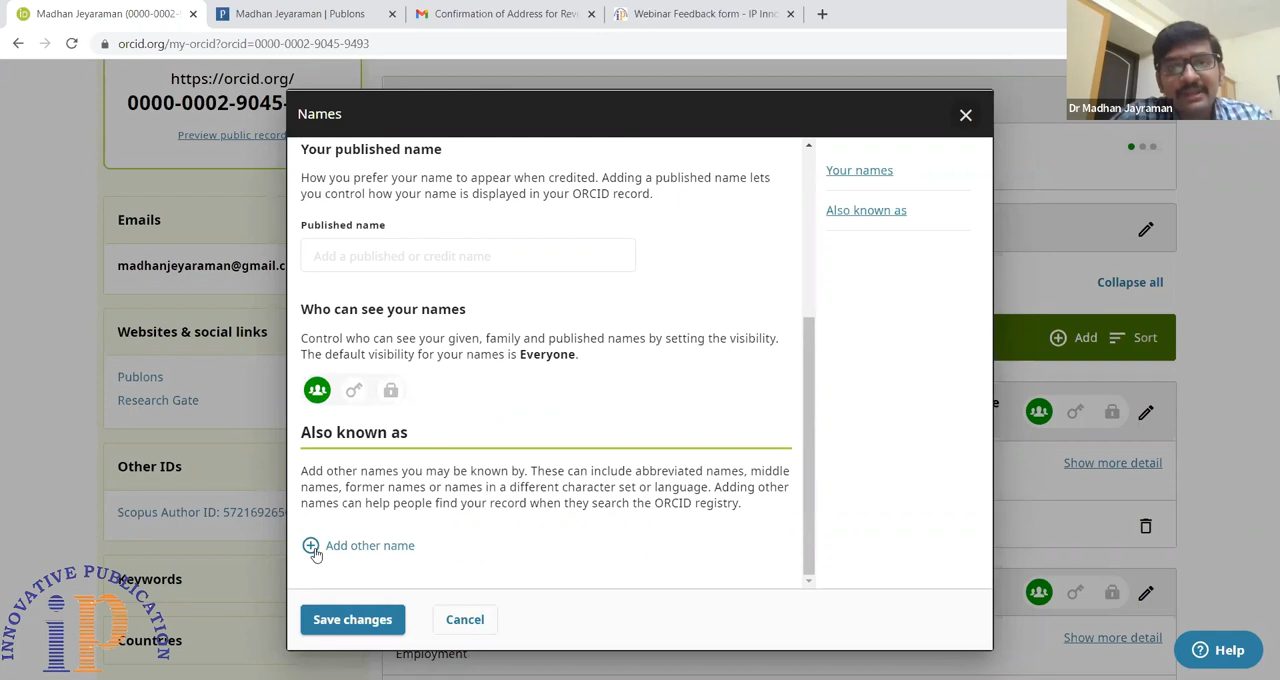 Madhan Jeyaraman (0000-0002-
Madhan Jeyaraman | Publons
Confirmation of Address for Rev
Webinar Feedback form - IP Inno
orcid.org/my-orcid?orcid=0000-0002-9045-9493
Dr Madhan Jayraman
https://orcid.org/
0000-0002-9045-
Preview public record
Emails
madhanjeyaraman@gmail.c
Websites & social links
Publons
Research Gate
Other IDs
Scopus Author ID: 572169265
Keywords
Countries
Names
Your published name
How you prefer your name to appear when credited. Adding a published name lets
you control how your name is displayed in your ORCID record.
Published name
Add a published or credit name
Who can see your names
Control who can see your given, family and published names by setting the visibility.
The default visibility for your names is Everyone.
Also known as
Add other names you may be known by. These can include abbreviated names, middle
names, former names or names in a different character set or language. Adding other
names can help people find your record when they search the ORCID registry.
Add other name
Save changes
Cancel
Your names
Also known as
Collapse all
Add
Sort
e
Show more detail
Show more detail
Employment
Help
INNOVATIVE PUBLICATION
ip